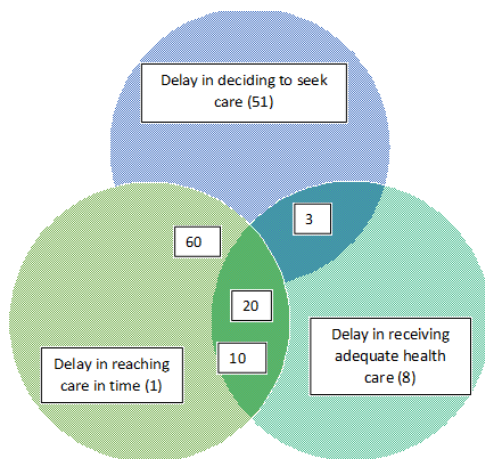 Delay in deciding to seek
care (51)
3
60
20
10
Delay in reaching
care in time (1)
Delay in receiving
adequate health
care (8)